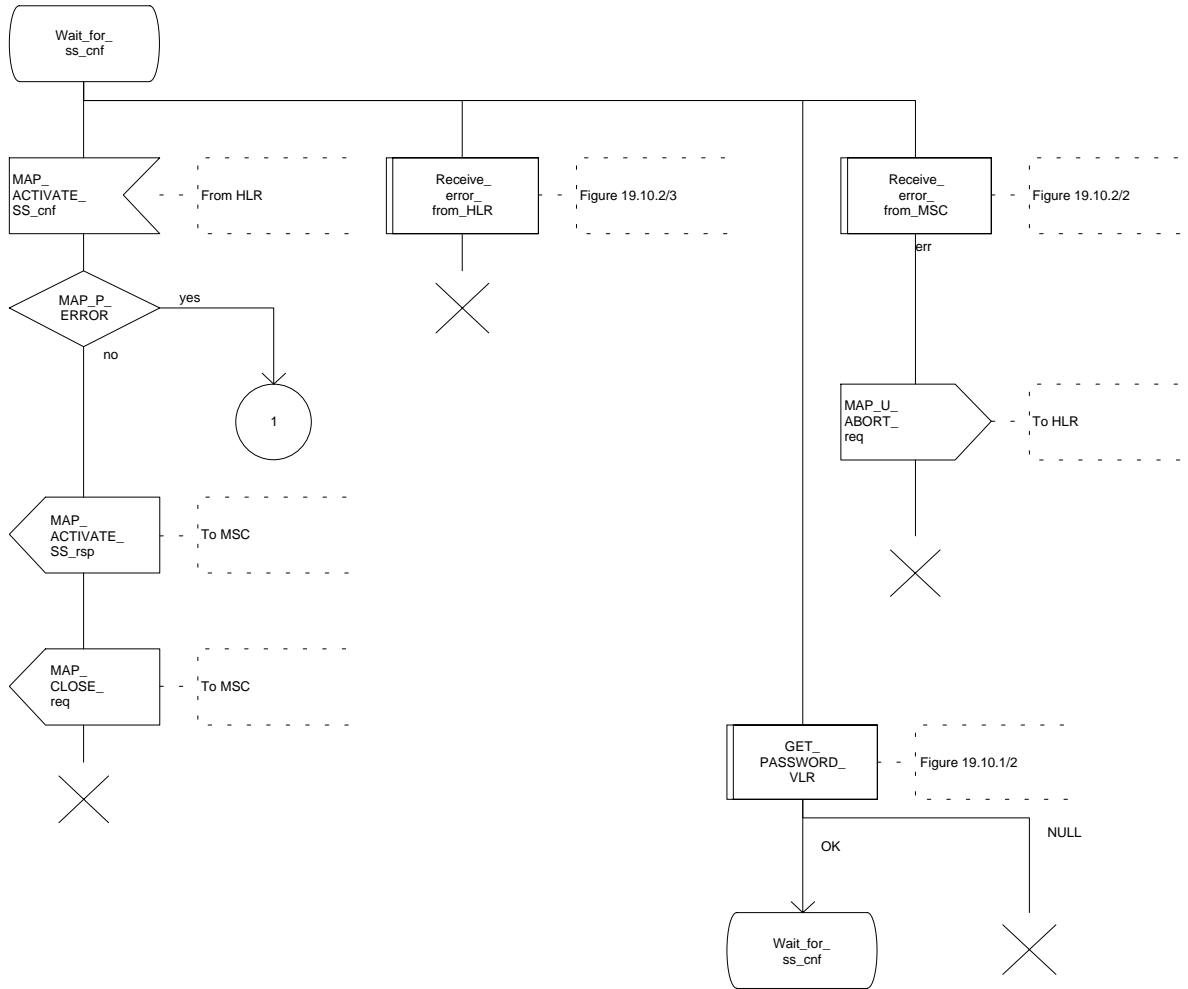 Wait_for_
ss_cnf
MAP_
ACTIVATE_
SS_cnf
From HLR
Receive_
error_
from_HLR
Figure 19.10.2/3
Receive_
error_
from_MSC
Figure 19.10.2/2
err
MAP_P_
ERROR
yes
no
1
MAP_U_
ABORT_
req
To HLR
MAP_
ACTIVATE_
SS_rsp
To MSC
MAP_
CLOSE_
req
To MSC
GET_
PASSWORD_
VLR
Figure 19.10.1/2
OK
NULL
Wait_for_
ss_cnf